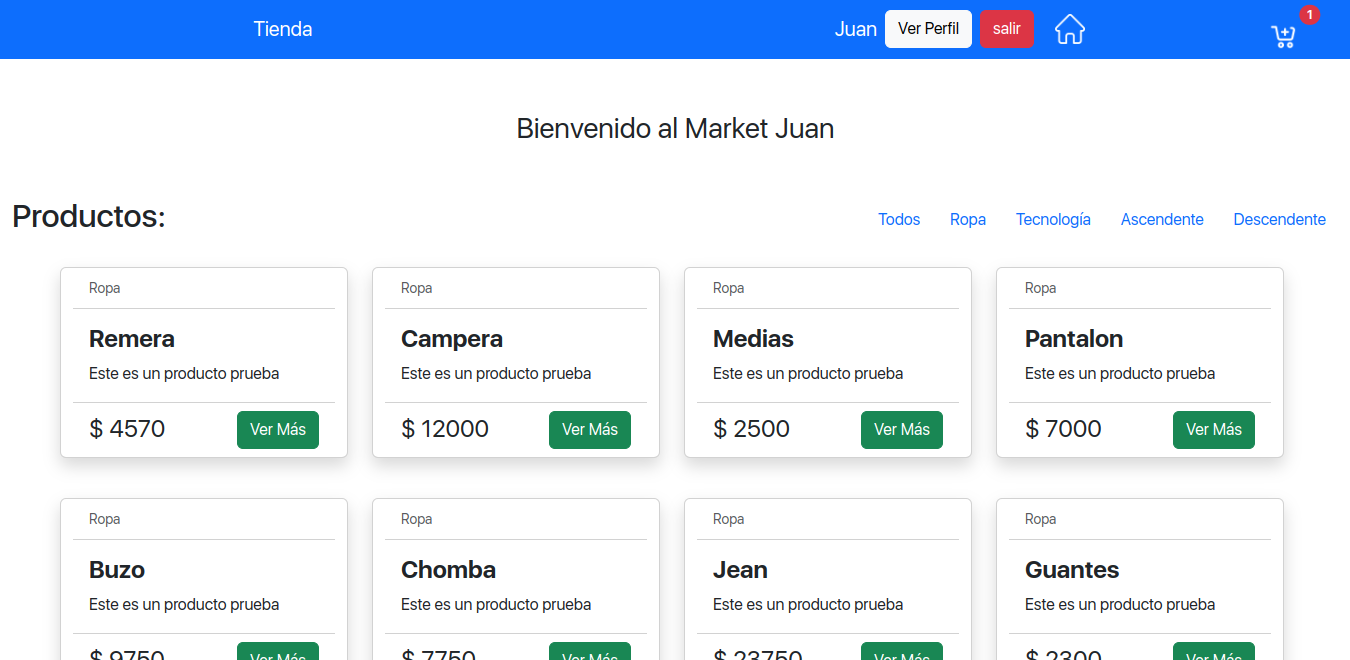 Tienda Juan Ver Perfil salir 1
Bienvenido al Market Juan
Productos: Todos Ropa Tecnología Ascendente Descendente
Ropa Ropa Ropa Ropa
Remera Campera Medias Pantalon
Este es un producto prueba Este es un producto prueba Este es un producto prueba Este es un producto prueba
$ 4570 Ver Más $ 12000 Ver Más $ 2500 Ver Más $ 7000 Ver Más
Ropa Ropa Ropa Ropa
Buzo Chomba Jean Guantes
Este es un producto prueba Este es un producto prueba Este es un producto prueba Este es un producto prueba
$ 9750 Ver Más $ 7750 Ver Más $ 23750 Ver Más $ 2300 Ver Más